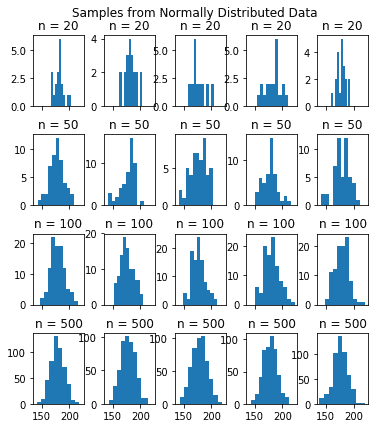 Samples from Normally Distributed Data
n = 20 n = 20 n = 20 n = 20 n = 20
5.0 4 5.0 5.0 4
2.5 2 2.5 2.5 2
0.0 0 0.0 0.0 0
n = 50 n = 50 n = 50 n = 50 n = 50
10 10 5 10 10
5 5
0 0 0 0 0
n = 100 n = 100 n = 100 n = 100 n = 100
20 20 20 20 20
10 10 10 10 10
0 0 0 0 0
n = 500 n = 500 n = 500 n = 500 n = 500
100 100 100 100 100
50 50 50 50 50
0 0 0 0 0
150 200 150 200 150 200 150 200 150 200